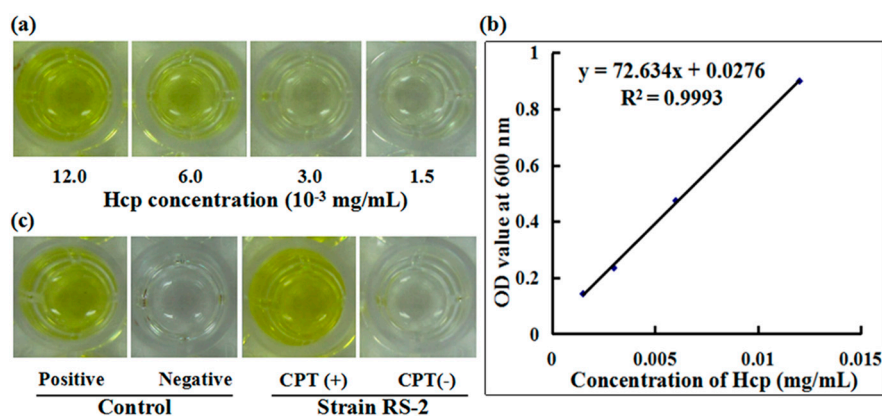 (a)
12.0 6.0 3.0 1.5
Hcp concentration (10⁻³ mg/mL)
(b)
y = 72.634x + 0.0276
R² = 0.9993
OD value at 600 nm
1
0.8
0.6
0.4
0.2
0
0 0.005 0.01 0.015
Concentration of Hcp (mg/mL)
(c)
Positive Negative CPT (+) CPT(-)
Control Strain RS-2